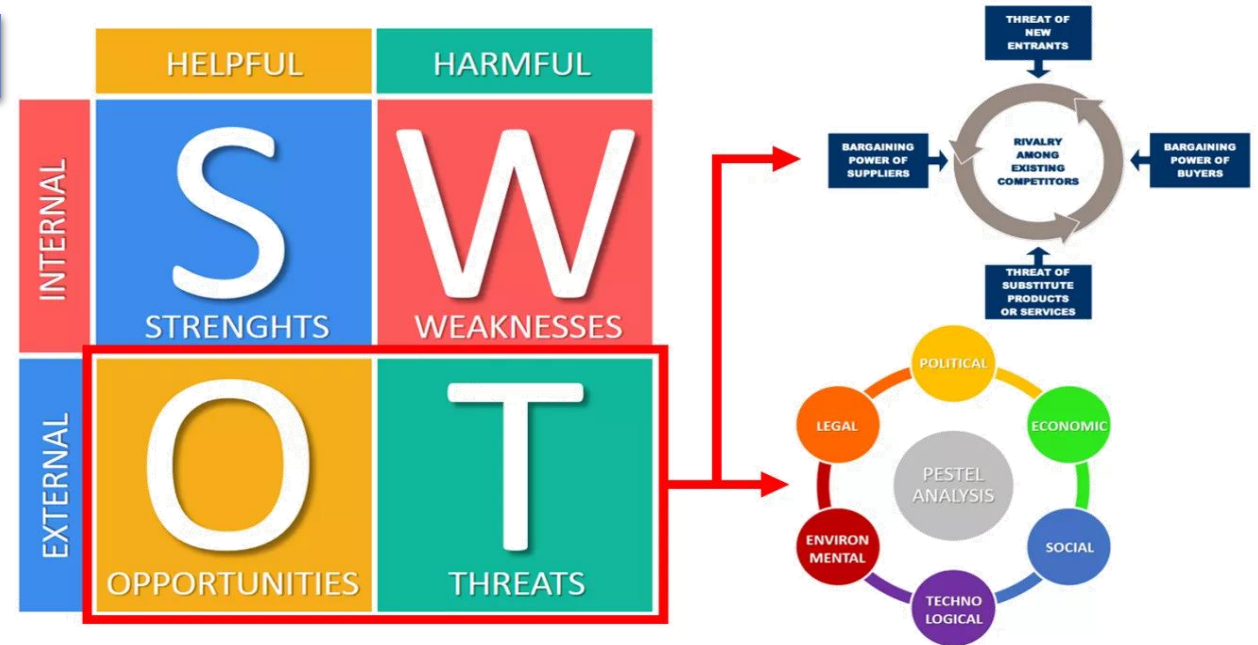 HELPFUL
HARMFUL
INTERNAL
S
STRENGHTS
W
WEAKNESSES
EXTERNAL
O
OPPORTUNITIES
T
THREATS
THREAT OF
NEW
ENTRANTS
BARGAINING
POWER OF
SUPPLIERS
RIVALRY
AMONG
EXISTING
COMPETITORS
BARGAINING
POWER OF
BUYERS
THREAT OF
SUBSTITUTE
PRODUCTS
OR SERVICES
POLITICAL
LEGAL
ECONOMIC
PESTEL
ANALYSIS
ENVIRON
MENTAL
SOCIAL
TECHNO
LOGICAL